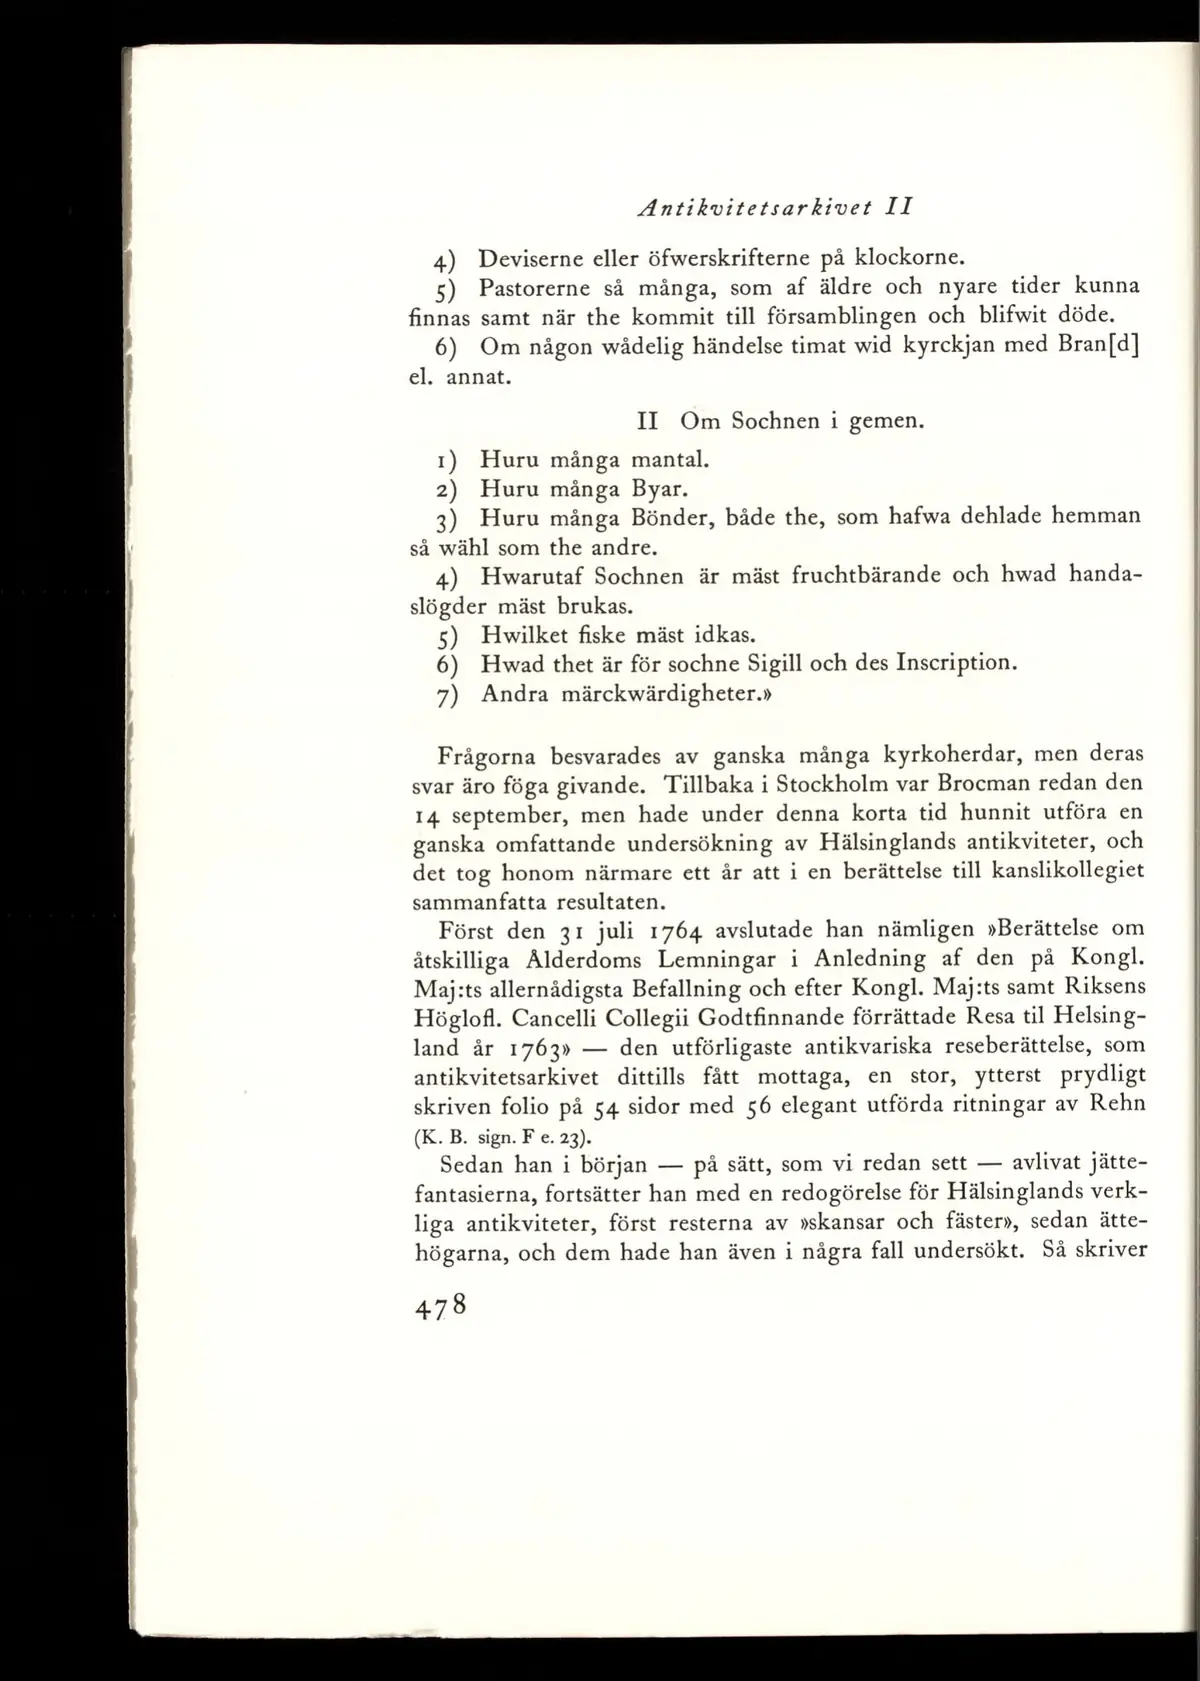 Antikvitetsarkivet II
4) Deviserne eller öfwerskrifterne på klockorne.
5) Pastorerne så många, som af äldre och nyare tider kunna
finnas samt när the kommit till församblingen och blifwit döde.
6) Om någon wådelig händelse timat wid kyrckjan med Bran[d]
el. annat.
II Om Sochnen i gemen.
1) Huru många mantal.
2) Huru många Byar.
3) Huru många Bönder, både the, som hafwa dehlade hemman
så wähl som the andre.
4) Hwarutaf Sochnen är mäst fruchtbärande och hwad handa-
slögder mäst brukas.
5) Hwilket fiske mäst idkas.
6) Hwad thet är för sochne Sigill och des Inscription.
7) Andra märckwärdigheter.»
Frågorna besvarades av ganska många kyrkoherdar, men deras
svar äro föga givande. Tillbaka i Stockholm var Brocman redan den
14 september, men hade under denna korta tid hunnit utföra en
ganska omfattande undersökning av Hälsinglands antikviteter, och
det tog honom närmare ett år att i en berättelse till kanslikollegiet
sammanfatta resultaten.
Först den 31 juli 1764 avslutade han nämligen »Berättelse om
åtskilliga Ålderdoms Lemningar i Anledning af den på Kongl.
Maj:ts allernådigsta Befallning och efter Kongl. Maj:ts samt Riksens
Höglofl. Cancelli Collegii Godtfinnande förrättade Resa til Helsing-
land år 1763» — den utförligaste antikvariska reseberättelse, som
antikvitetsarkivet dittills fått mottaga, en stor, ytterst prydligt
skriven folio på 54 sidor med 56 elegant utförda ritningar av Rehn
(K. B. sign. F e. 23).
Sedan han i början — på sätt, som vi redan sett — avlivat jätte-
fantasierna, fortsätter han med en redogörelse för Hälsinglands verk-
liga antikviteter, först resterna av »skansar och fäster», sedan ätte-
högarna, och dem hade han även i några fall undersökt. Så skriver
478